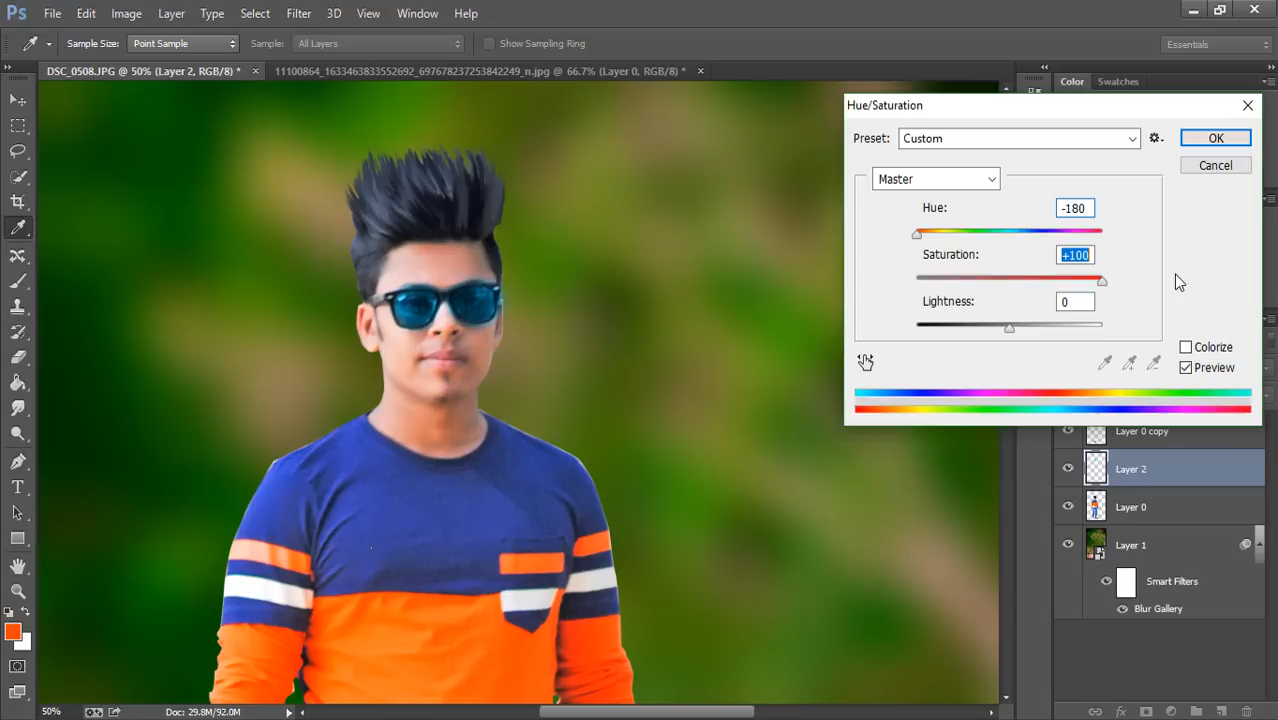 Ps File Edit Image Layer Type Select Filter 3D View Window Help
Sample Size: Point Sample Sample: All Layers Show Sampling Ring Essentials
DSC_0508.JPG @ 50% (Layer 2, RGB/8) * × 11100864_1633463833552692_697678237253842249_n.jpg @ 66.7% (Layer 0, RGB/8) * × Color Swatches
Hue/Saturation
Preset: Custom OK
Cancel
Master
Hue: -180
Saturation: +100
Lightness: 0
Colorize
Preview
Layer 0 copy
Layer 2
Layer 0
Layer 1
Smart Filters
Blur Gallery
50% Doc: 29.8M/92.0M